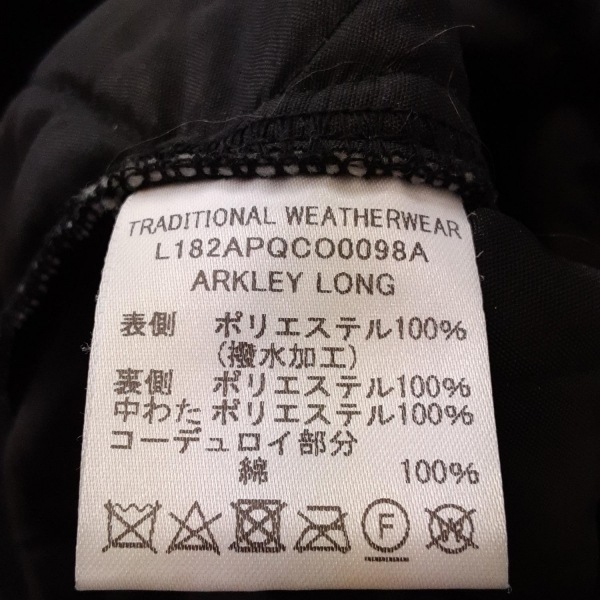 TRADITIONAL WEATHERWEAR
L182APQCO0098A
ARKLEY LONG
表側 ポリエステル100%
(撥水加工)
裏側 ポリエステル100%
中わた ポリエステル100%
コーデュロイ部分
綿 100%
F
W